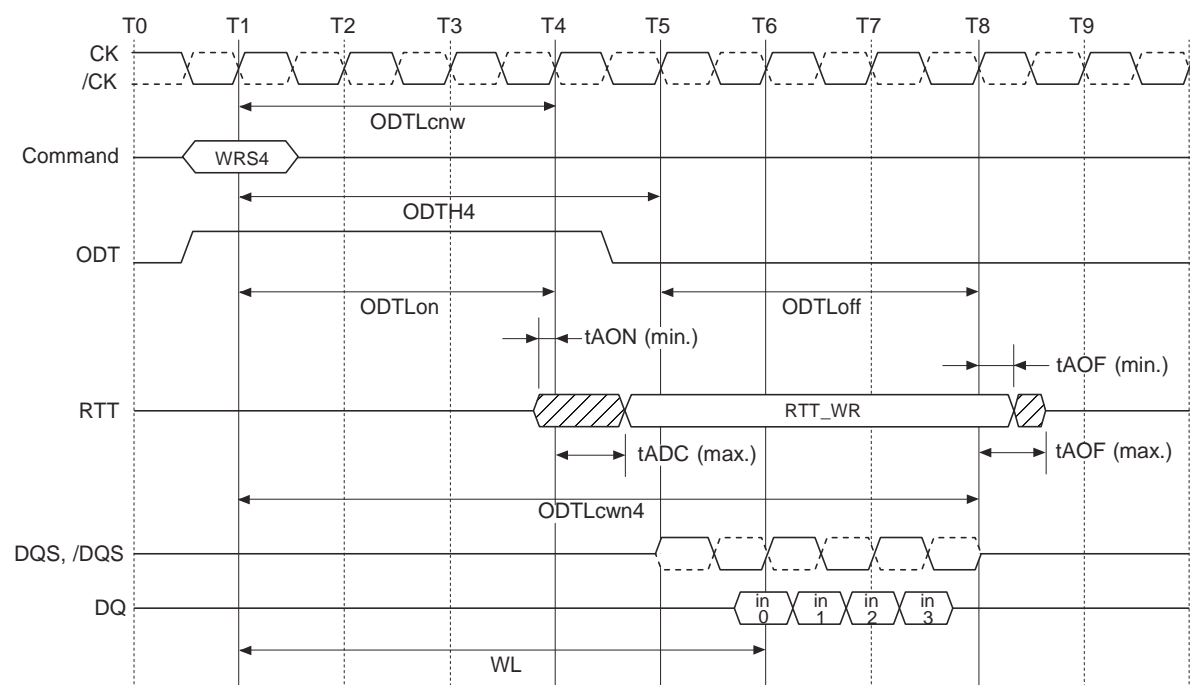 T0 T1 T2 T3 T4 T5 T6 T7 T8 T9
CK
/CK
ODTLcnw
Command WRS4
ODTH4
ODT
ODTLon ODTLoff
tAON (min.)
tAOF (min.)
RTT RTT_WR
tADC (max.) tAOF (max.)
ODTLcwn4
DQS, /DQS
DQ in 0 in 1 in 2 in 3
WL